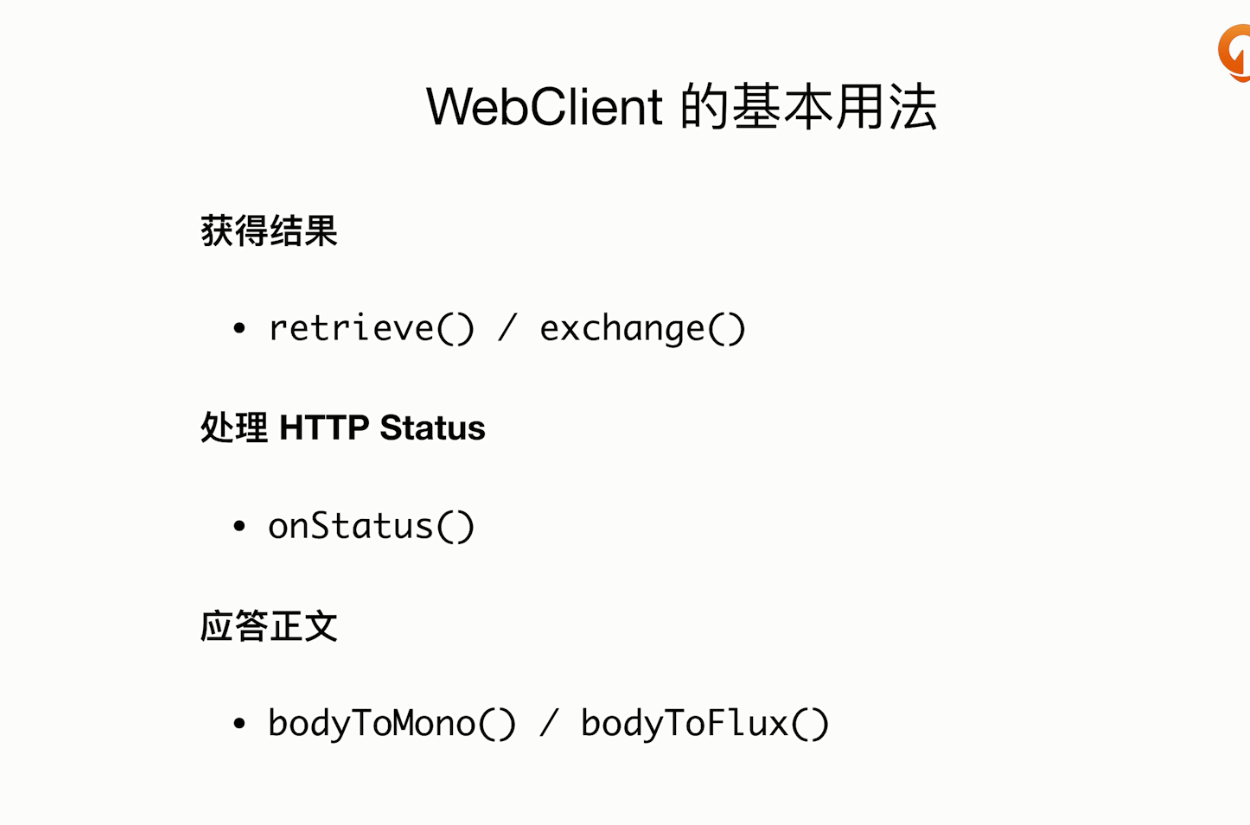 WebClient 的基本用法
获得结果
• retrieve() / exchange()
处理 HTTP Status
• onStatus()
应答正文
• bodyToMono() / bodyToFlux()